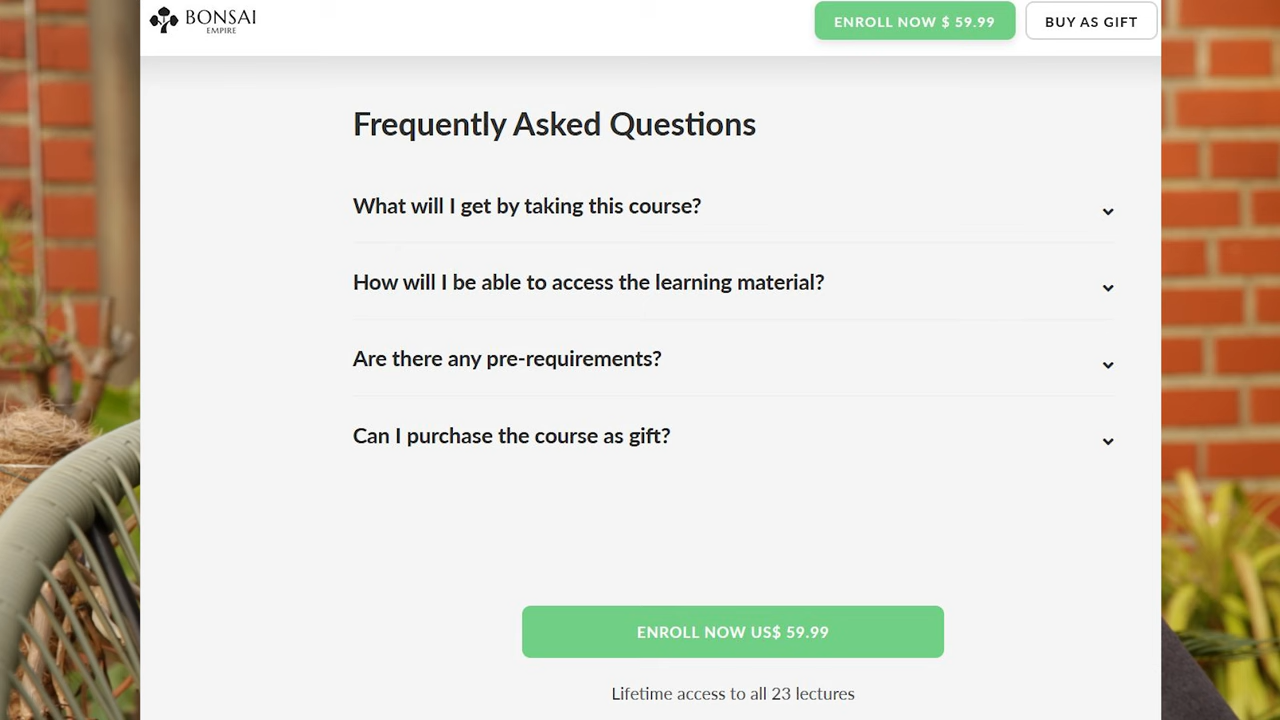 BONSAI
EMPIRE
ENROLL NOW $ 59.99
BUY AS GIFT
Frequently Asked Questions
What will I get by taking this course?
How will I be able to access the learning material?
Are there any pre-requirements?
Can I purchase the course as gift?
ENROLL NOW US$ 59.99
Lifetime access to all 23 lectures